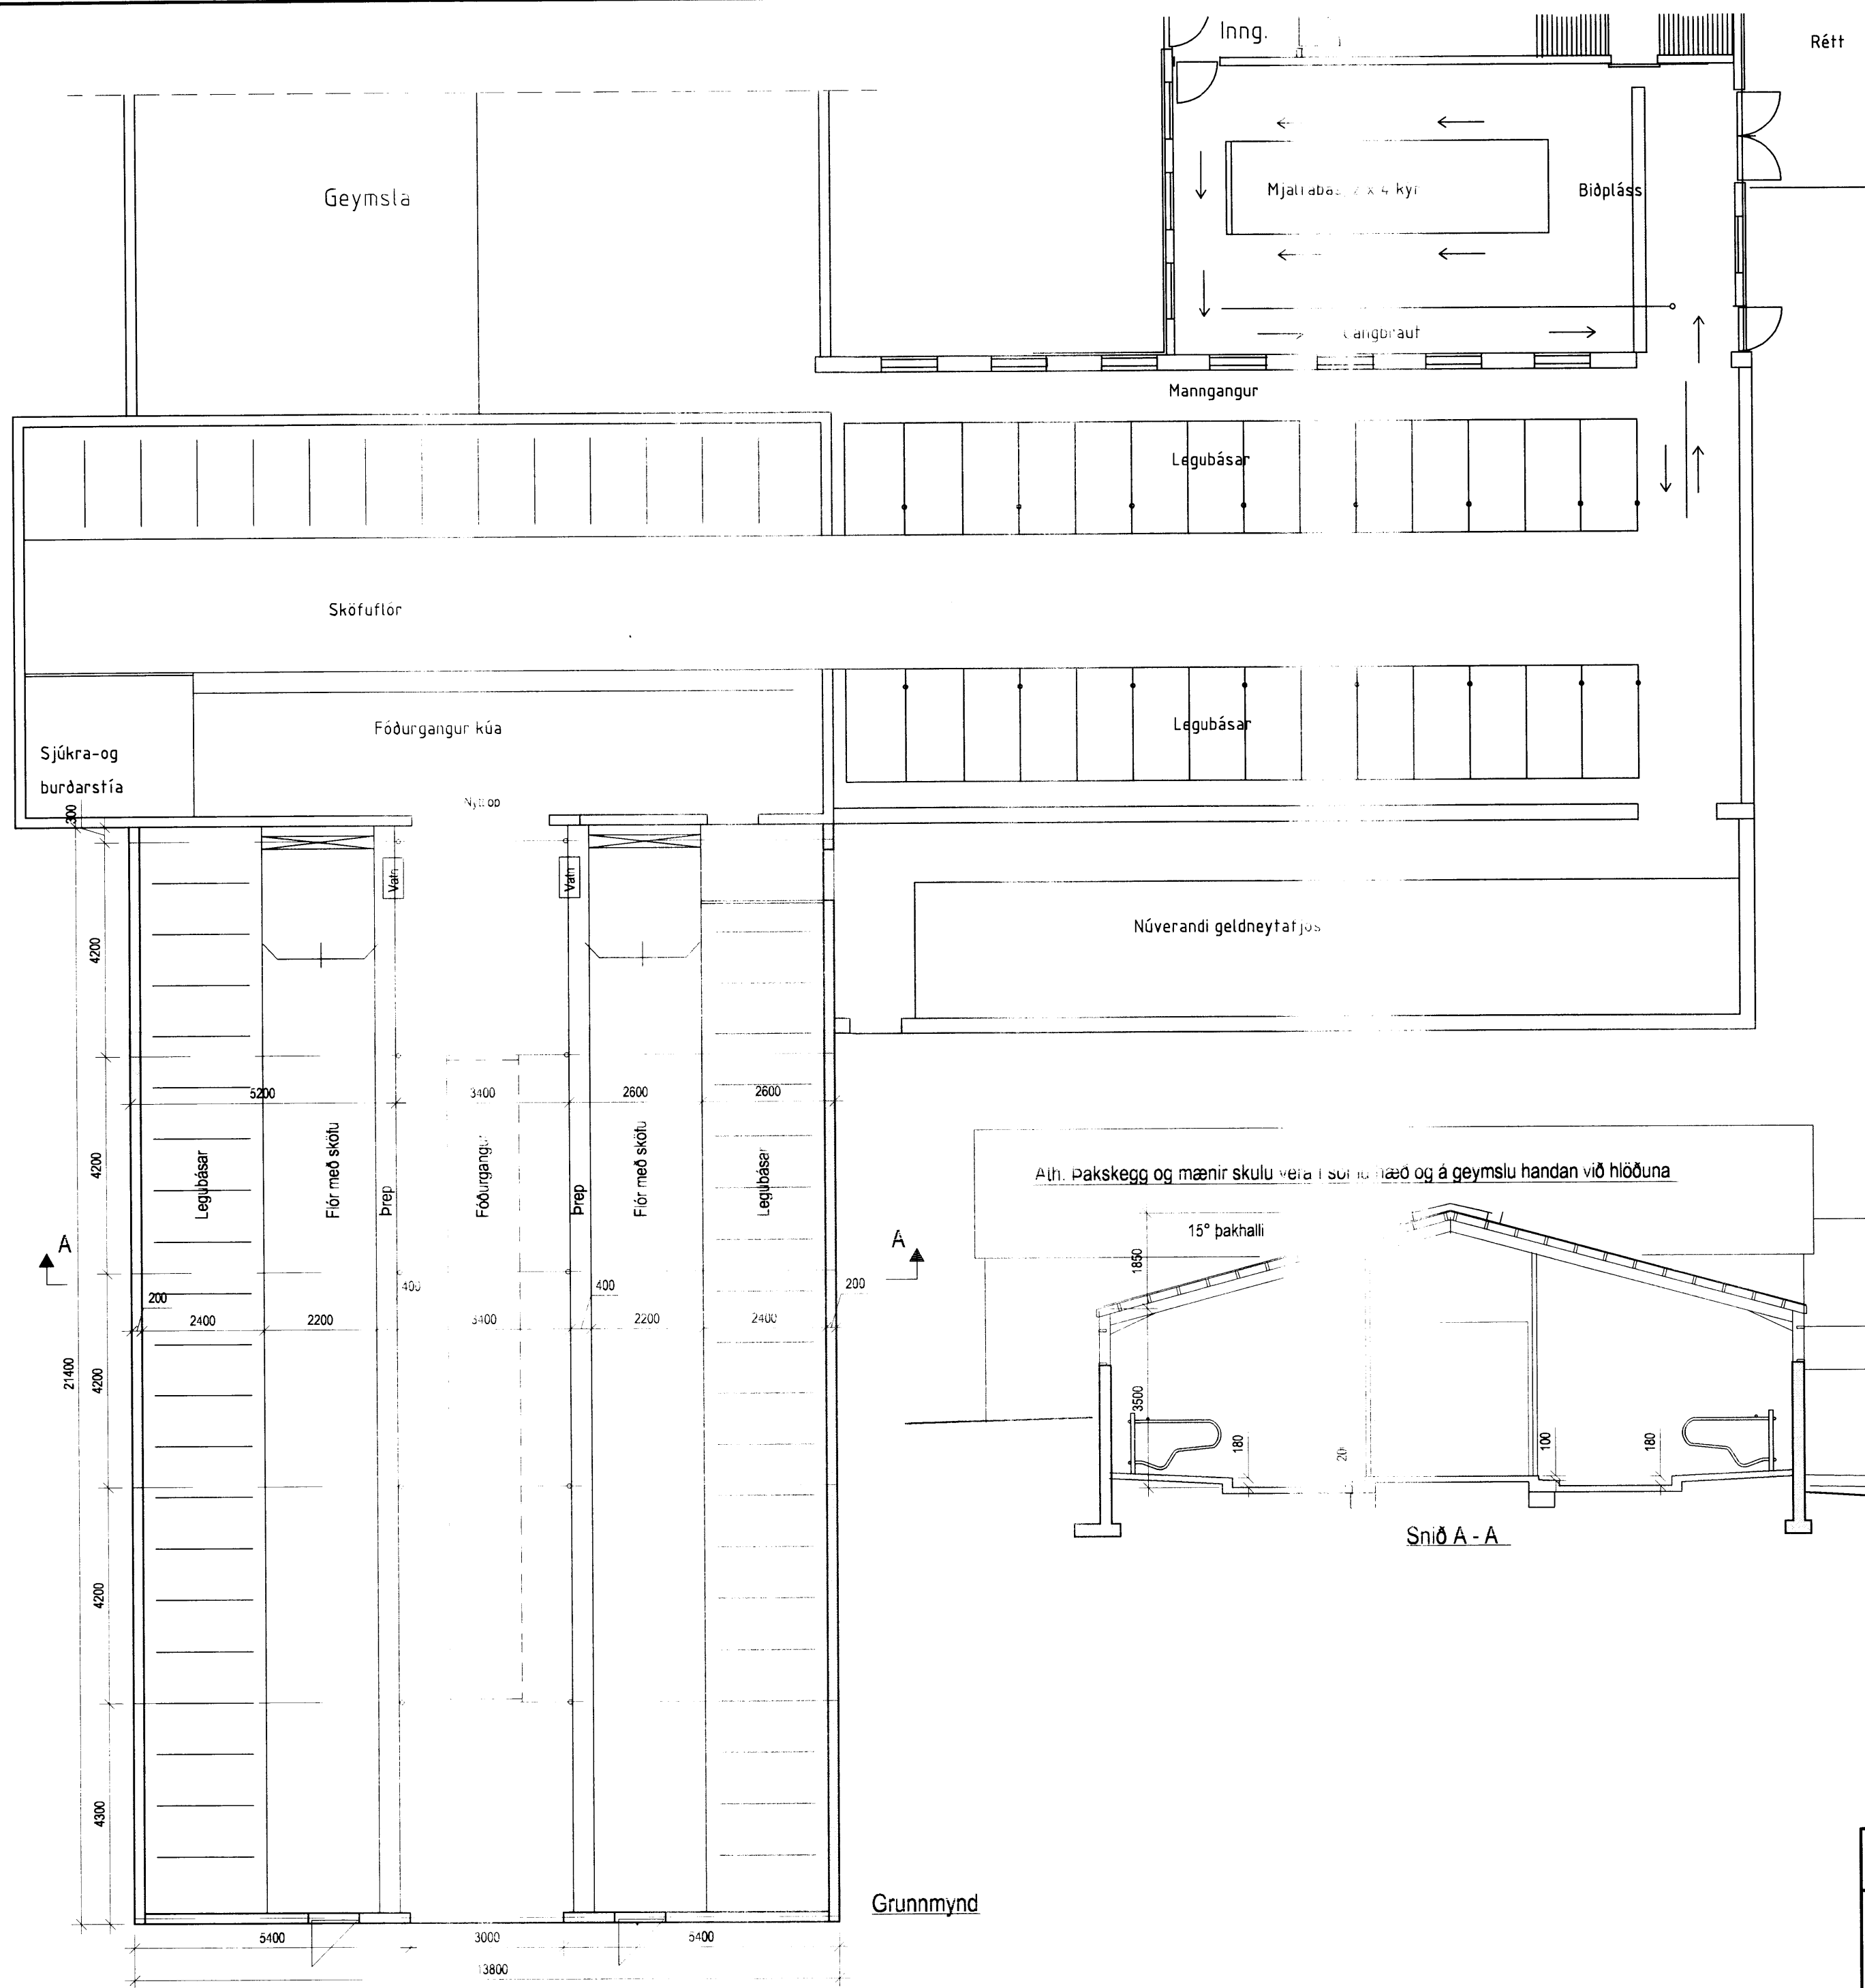 Inng.
Rétt
Geymsla
2 x 4 kýr
Biðpláss
Langbraut
Manngangur
Legubásar
Sköfuflór
Fóðurgangur kúa
Legubásar
Sjúkra-og
burðarstía
Nýtt op
300
Vatn
Vatn
Núverandi geldneytafjós
4200
5200
3400
2600
2600
4200
Legubásar
Flór með sköfu
Þrep
Fóðurgangur
Þrep
Flór með sköfu
Legubásar
Ath. Þakskegg og mænir skulu vera í sömu hæð og á geymslu handan við hlöðuna
15° þakhalli
1850
A
A
200
2400
2200
400
3400
400
2200
2400
200
21400
4200
3500
180
100
180
Snið A - A
4200
4300
Grunnmynd
5400
3000
5400
13800